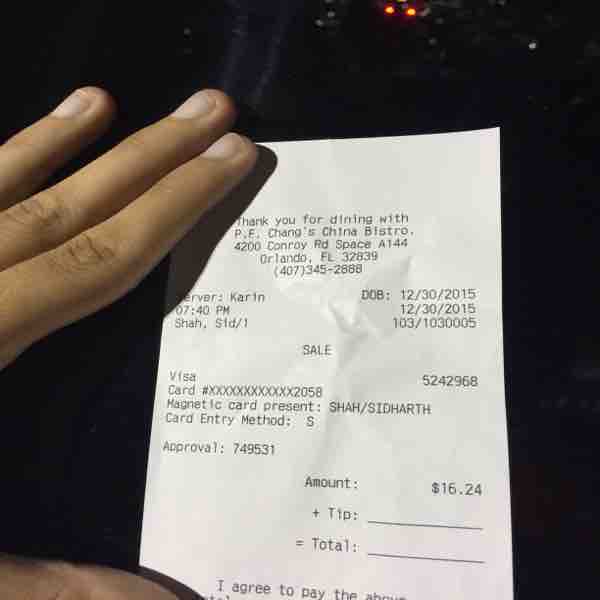 Thank you for dining with
P.F. Chang's China Bistro.
4200 Conroy Rd Space A144
Orlando, FL 32839
(407)345-2888
erver: Karin DOB: 12/30/2015
07:40 PM 12/30/2015
Shah, Sid/1 103/1030005
SALE
Visa 5242968
Card #XXXXXXXXXXXX2058
Magnetic card present: SHAH/SIDHARTH
Card Entry Method: S
Approval: 749531
Amount: $16.24
+ Tip:
= Total:
I agree to pay the above